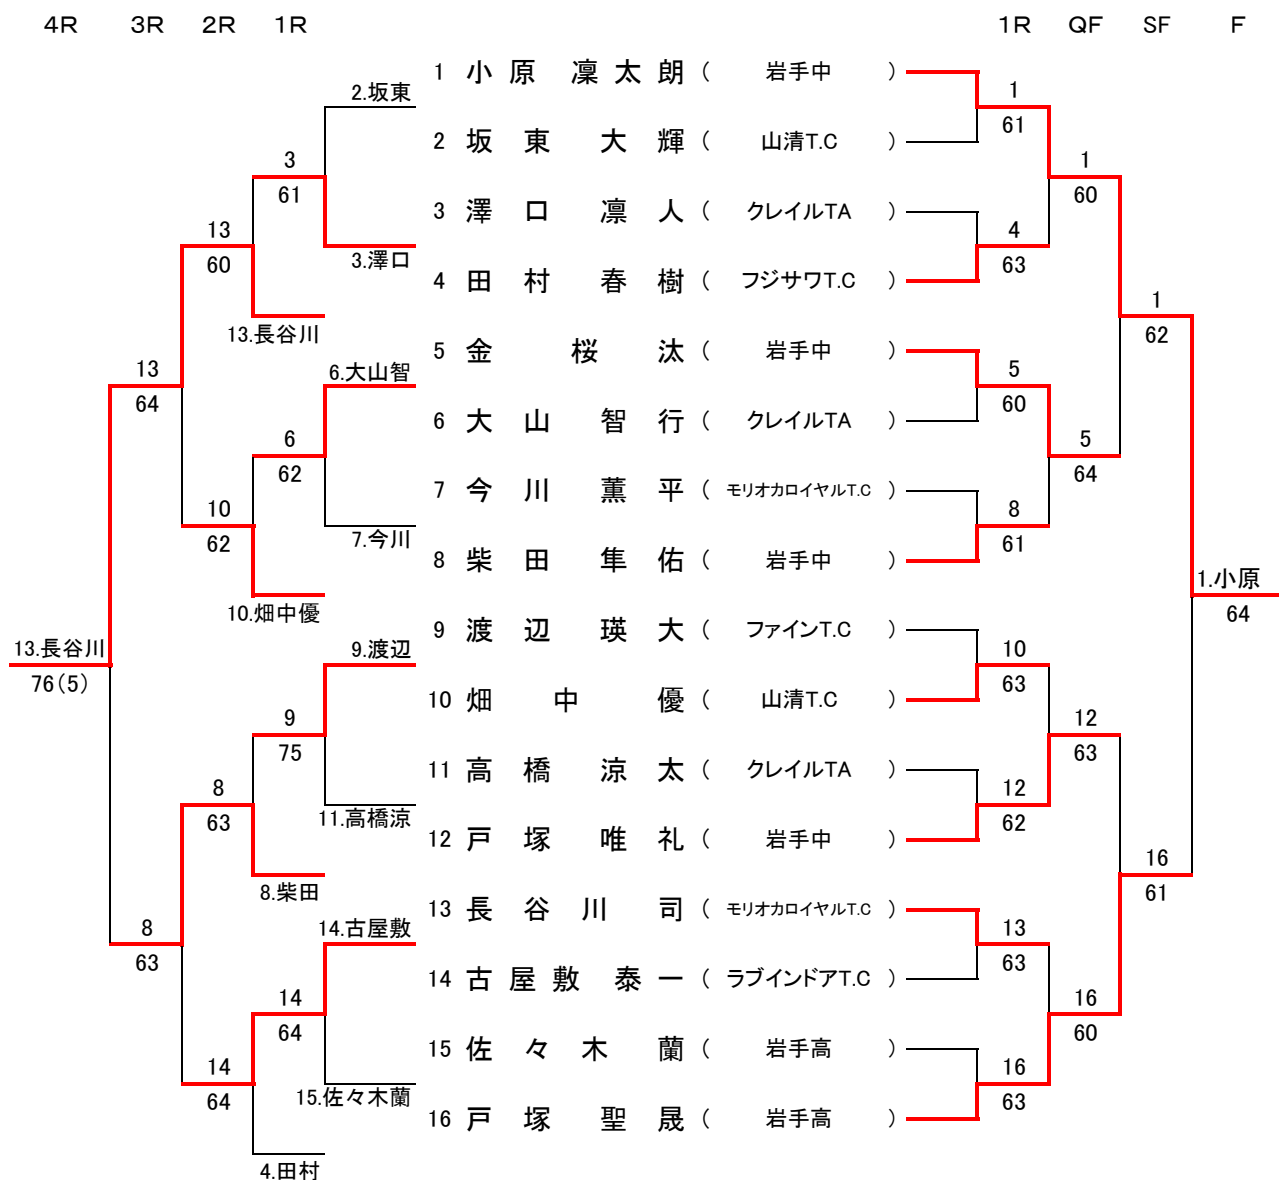 4R 3R 2R 1R 1R QF SF F
1 小原 凜太朗 ( 岩手中 )
2.坂東 1
61
2 坂東 大輝 ( 山清T.C )
3 1
61 60
3 澤口 凛人 ( クレイルTA )
13 4
60 3.澤口 63
4 田村 春樹 ( フジサワT.C )
1
13.長谷川 62
5 金 桜汰 ( 岩手中 )
13 6.大山智 5
64 60
6 大山 智行 ( クレイルTA )
6 5
62 64
7 今川 薫平 ( モリオカロイヤルT.C )
10 8
62 7.今川 61
8 柴田 隼佑 ( 岩手中 )
1.小原
10.畑中優 64
9 渡辺 瑛大 ( ファインT.C )
13.長谷川 9.渡辺 10
76(5) 63
10 畑中 優 ( 山清T.C )
9 12
75 63
11 高橋 涼太 ( クレイルTA )
8 12
63 11.高橋涼 62
12 戸塚 唯礼 ( 岩手中 )
16
8.柴田 61
13 長谷川 司 ( モリオカロイヤルT.C )
8 14.古屋敷 13
63 63
14 古屋敷 泰一 ( ラブインドアT.C )
14 16
64 60
15 佐々木 蘭 ( 岩手高 )
14 16
64 15.佐々木蘭 63
16 戸塚 聖晟 ( 岩手高 )
4.田村